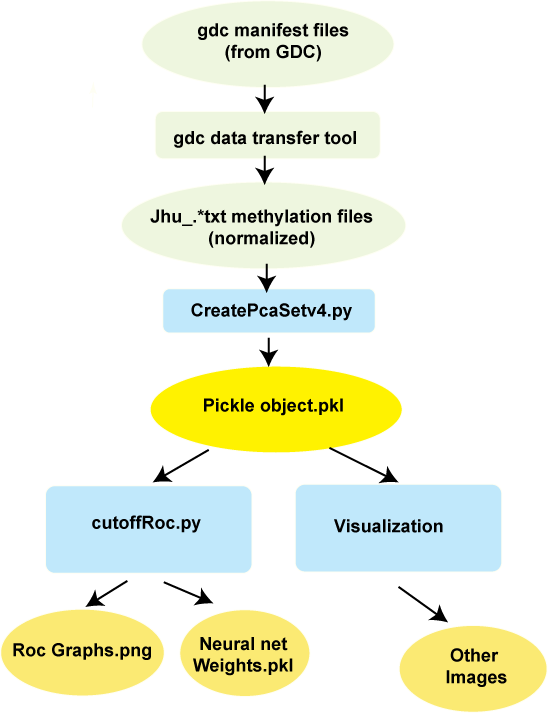 gdc manifest files
(from GDC)
gdc data transfer tool
Jhu_.*txt methylation files
(normalized)
CreatePcaSetv4.py
Pickle object.pkl
cutoffRoc.py
Visualization
Roc Graphs.png
Neural net
Weights.pkl
Other
Images